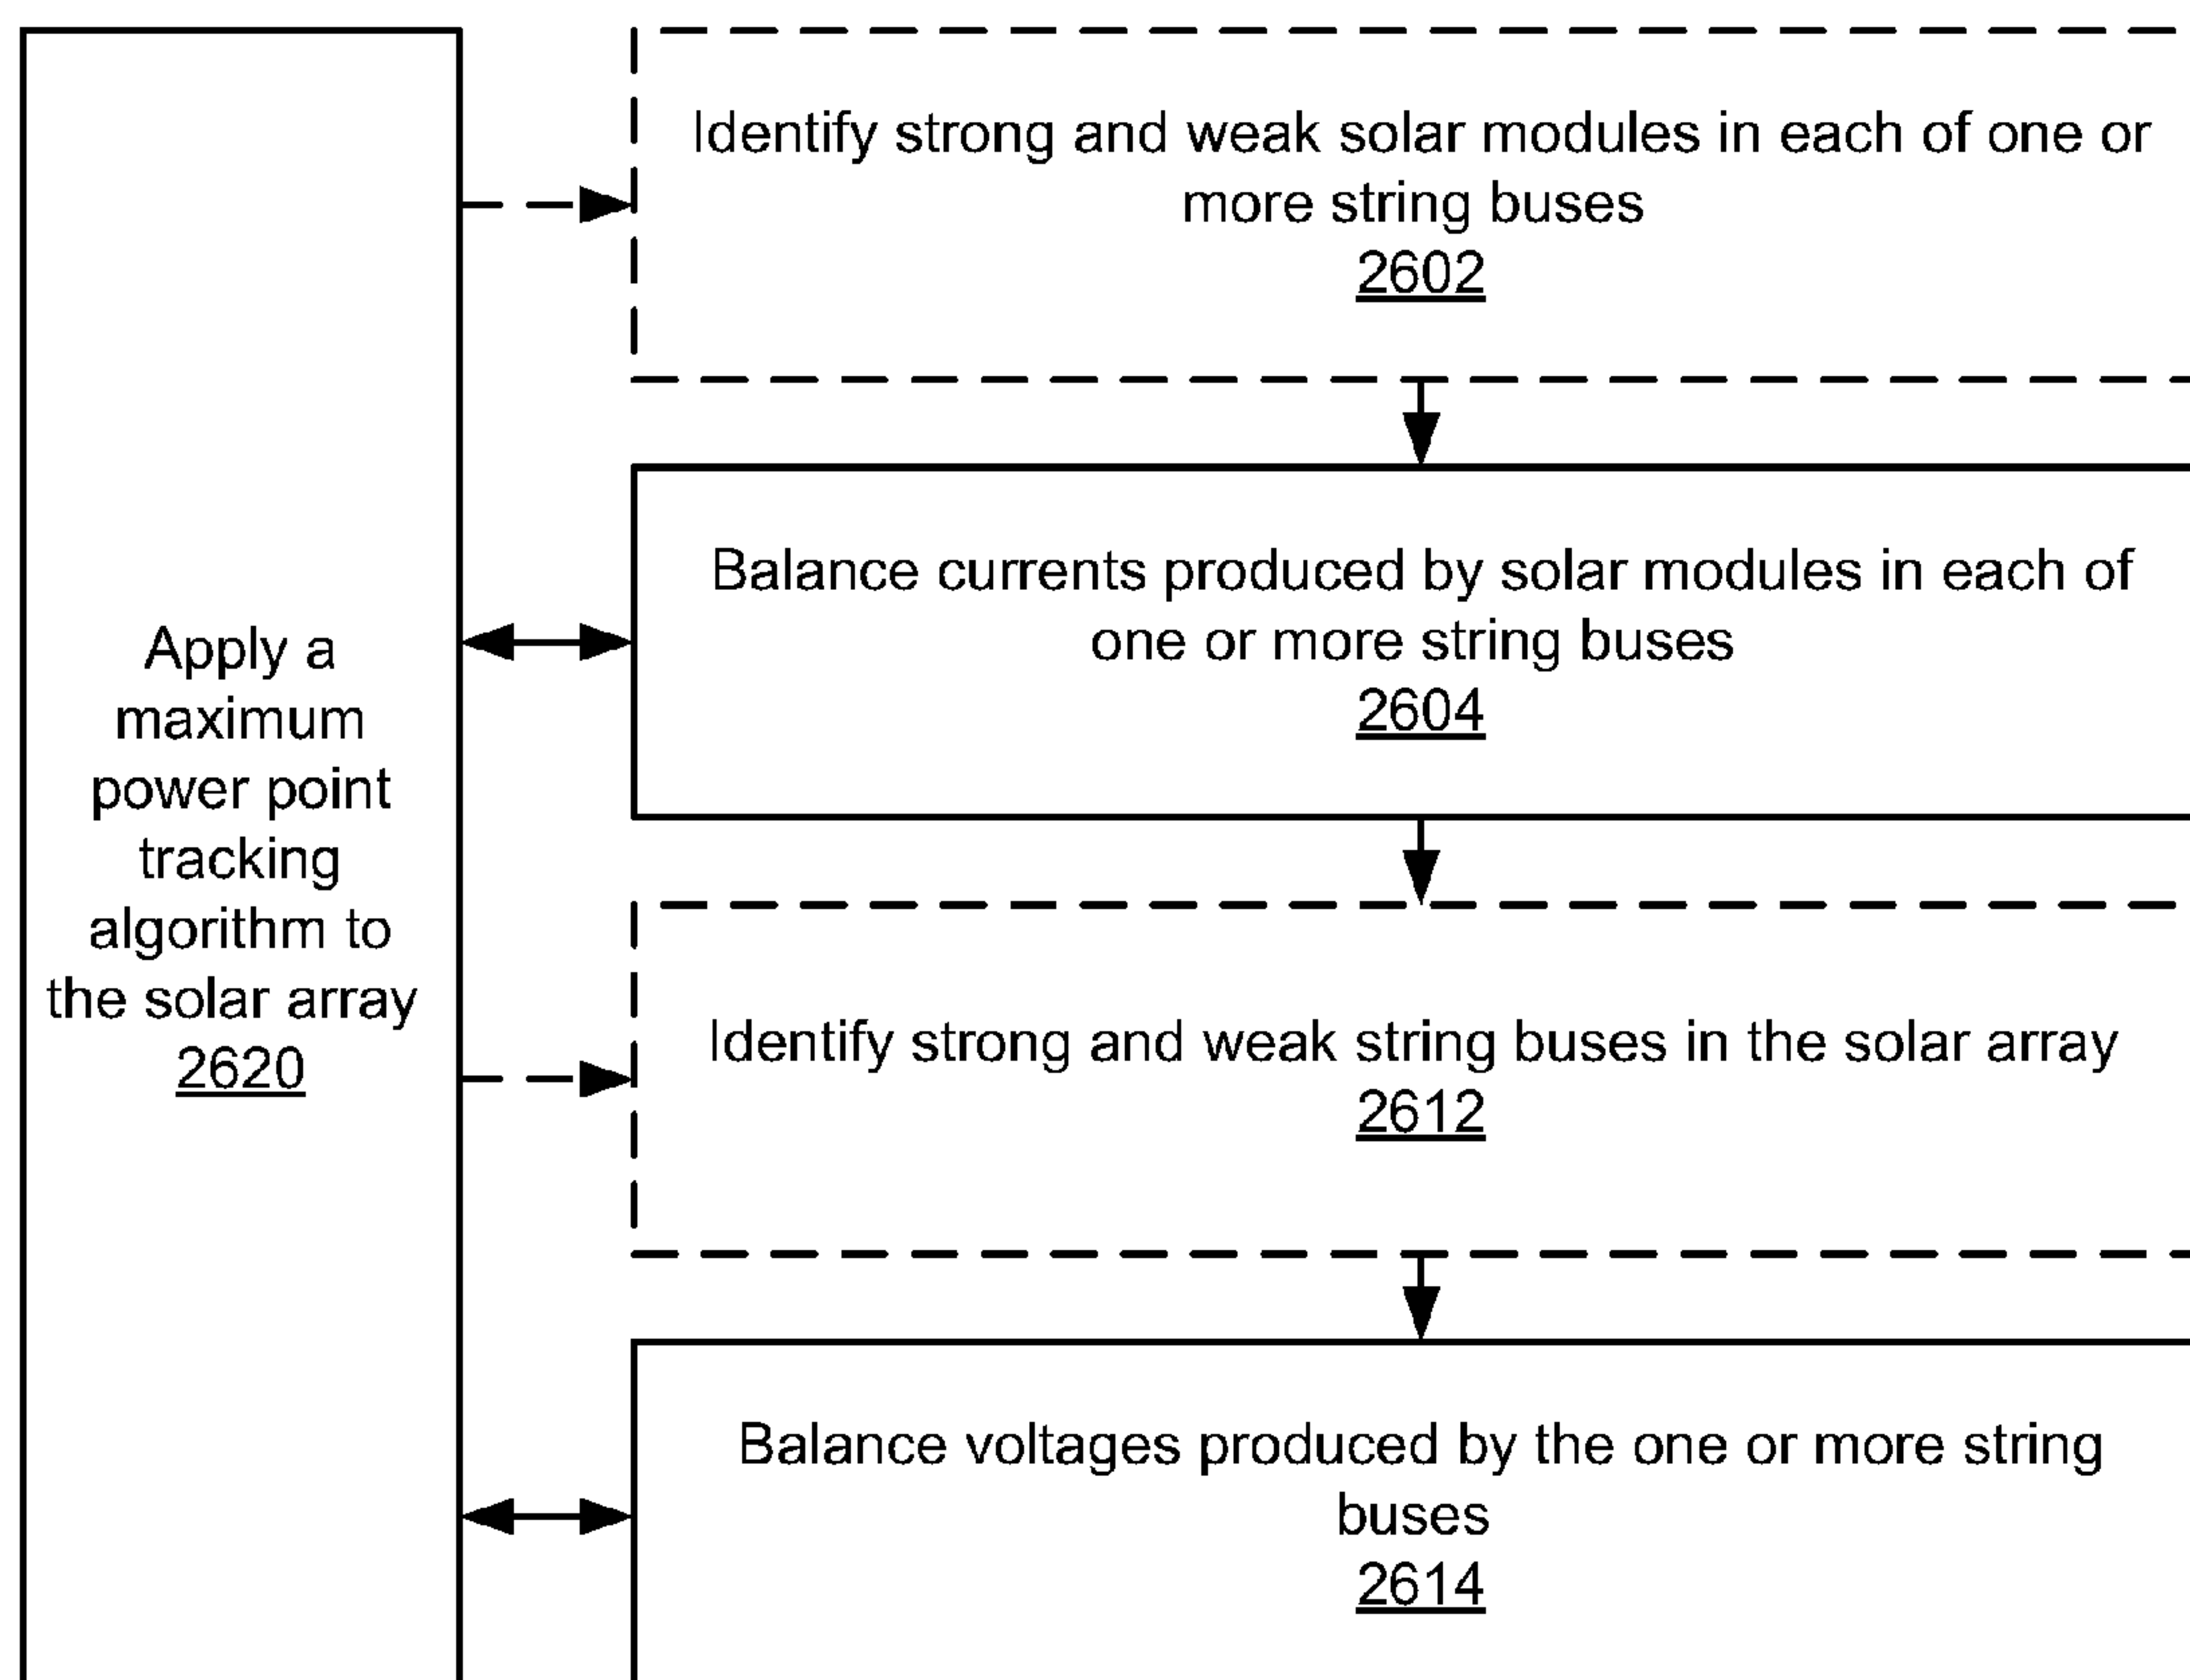 Apply a
maximum
power point
tracking
algorithm to
the solar array
2620
Identify strong and weak solar modules in each of one or
more string buses
2602
Balance currents produced by solar modules in each of
one or more string buses
2604
Identify strong and weak string buses in the solar array
2612
Balance voltages produced by the one or more string
buses
2614